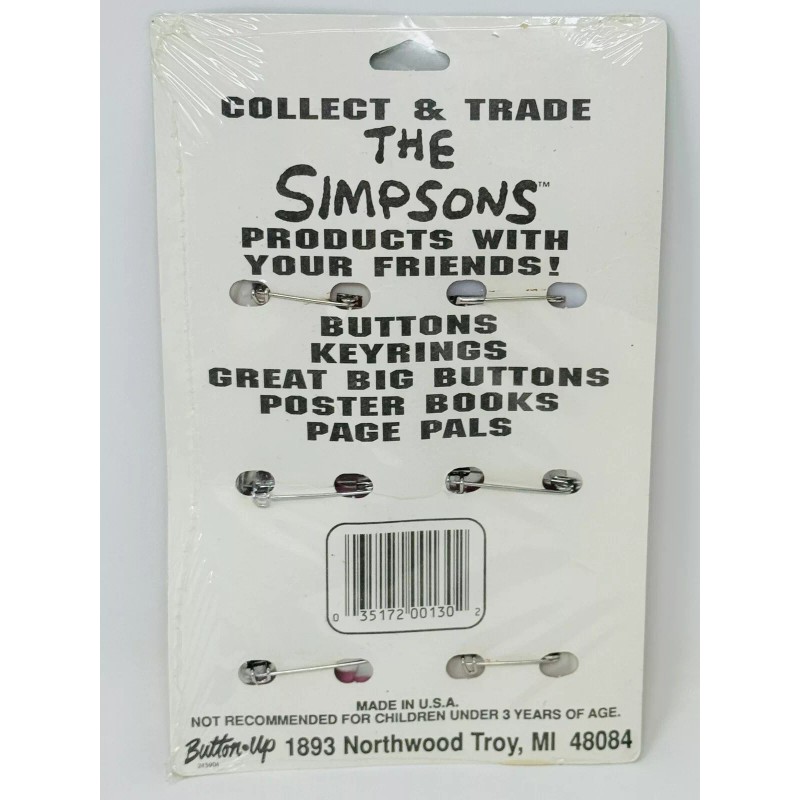 COLLECT & TRADE
THE
SIMPSONS™
PRODUCTS WITH
YOUR FRIENDS!
BUTTONS
KEYRINGS
GREAT BIG BUTTONS
POSTER BOOKS
PAGE PALS
0 35172 00130 2
MADE IN U.S.A.
NOT RECOMMENDED FOR CHILDREN UNDER 3 YEARS OF AGE.
Button-Up 1893 Northwood Troy, MI 48084